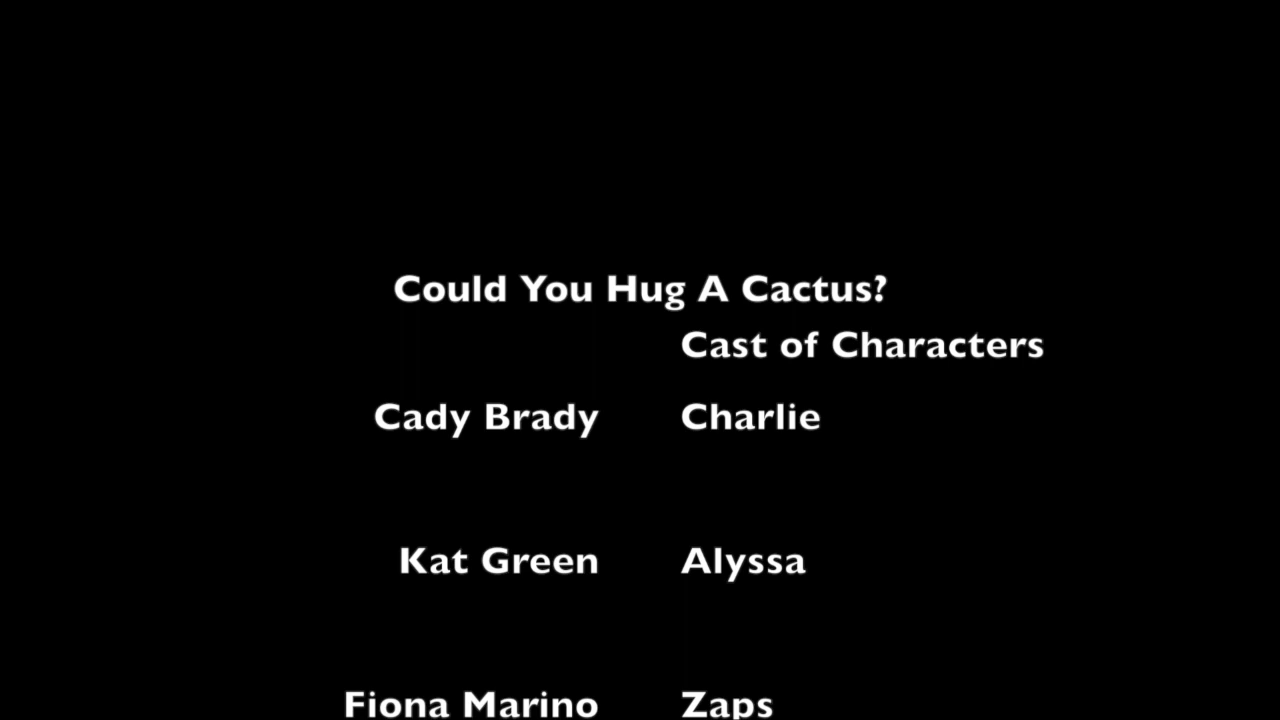 Could You Hug A Cactus?
Cast of Characters
Cady Brady Charlie
Kat Green Alyssa
Fiona Marino Zaps